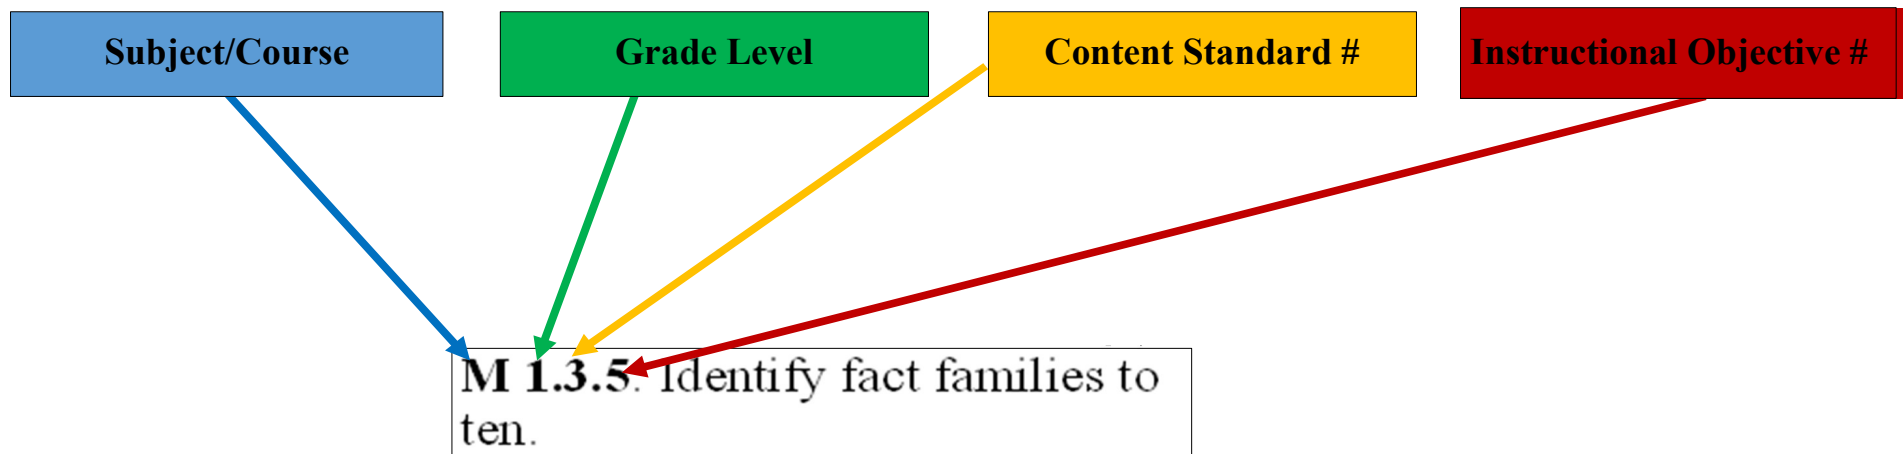 Subject/Course
Grade Level
Content Standard #
Instructional Objective #
M 1.3.5. Identify fact families to
ten.